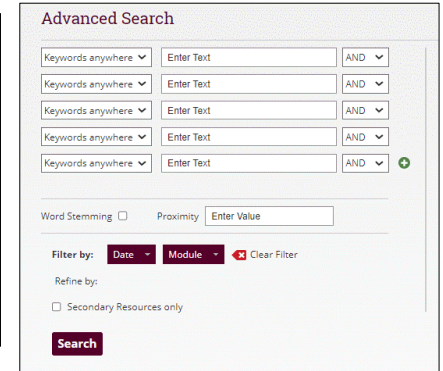 Advanced Search
Keywords anywhere Enter Text AND
Keywords anywhere Enter Text AND
Keywords anywhere Enter Text AND
Keywords anywhere Enter Text AND
Keywords anywhere Enter Text AND
Word Stemming Proximity Enter Value
Filter by: Date Module Clear Filter
Refine by:
Secondary Resources only
Search